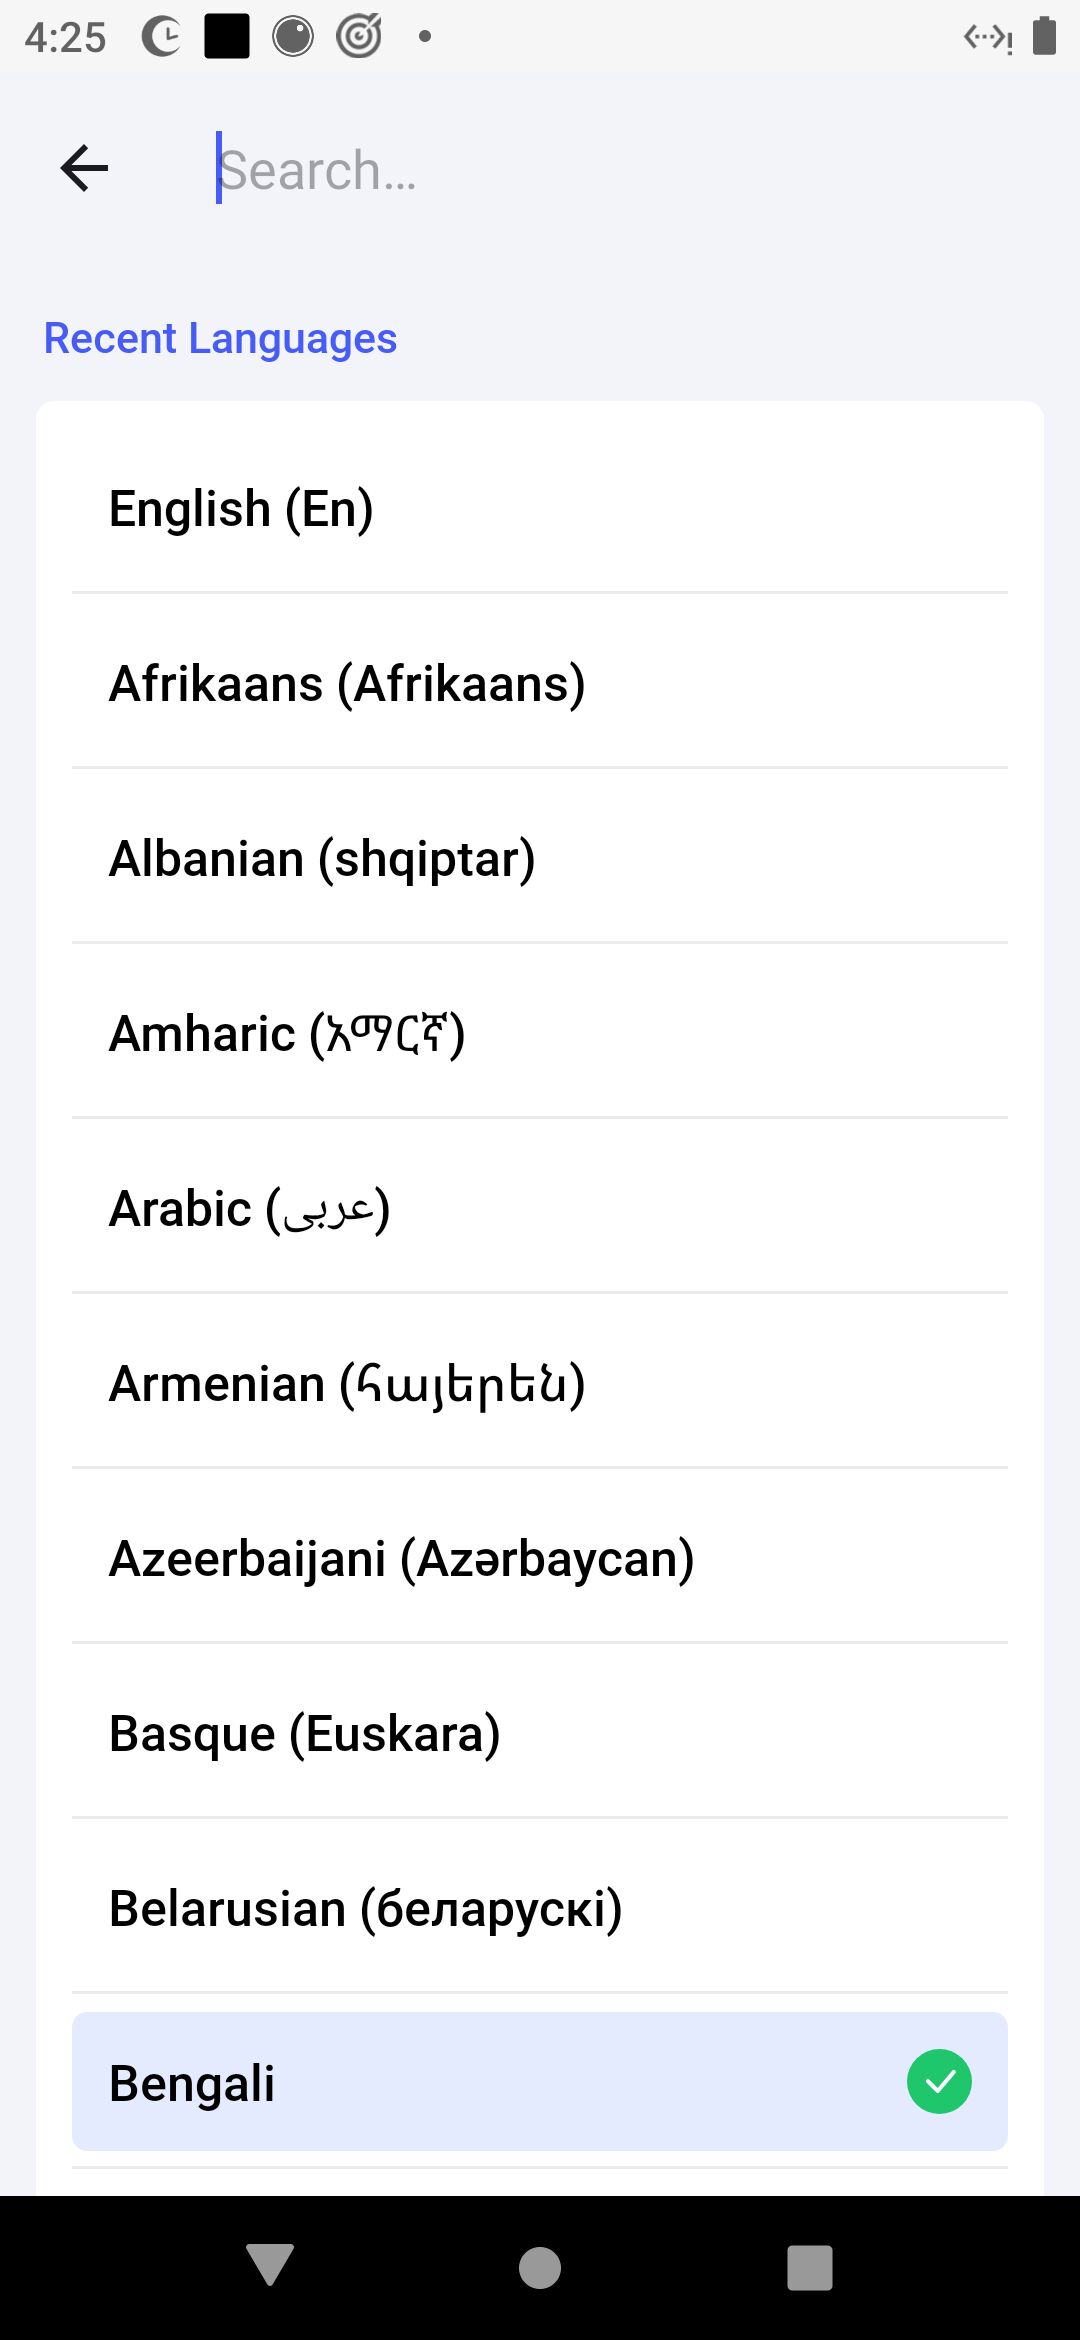 4:25
Search...
Recent Languages
English (En)
Afrikaans (Afrikaans)
Albanian (shqiptar)
Amharic (አማርኛ)
Arabic (عربی)
Armenian (հայերեն)
Azeerbaijani (Azərbaycan)
Basque (Euskara)
Belarusian (беларускі)
Bengali